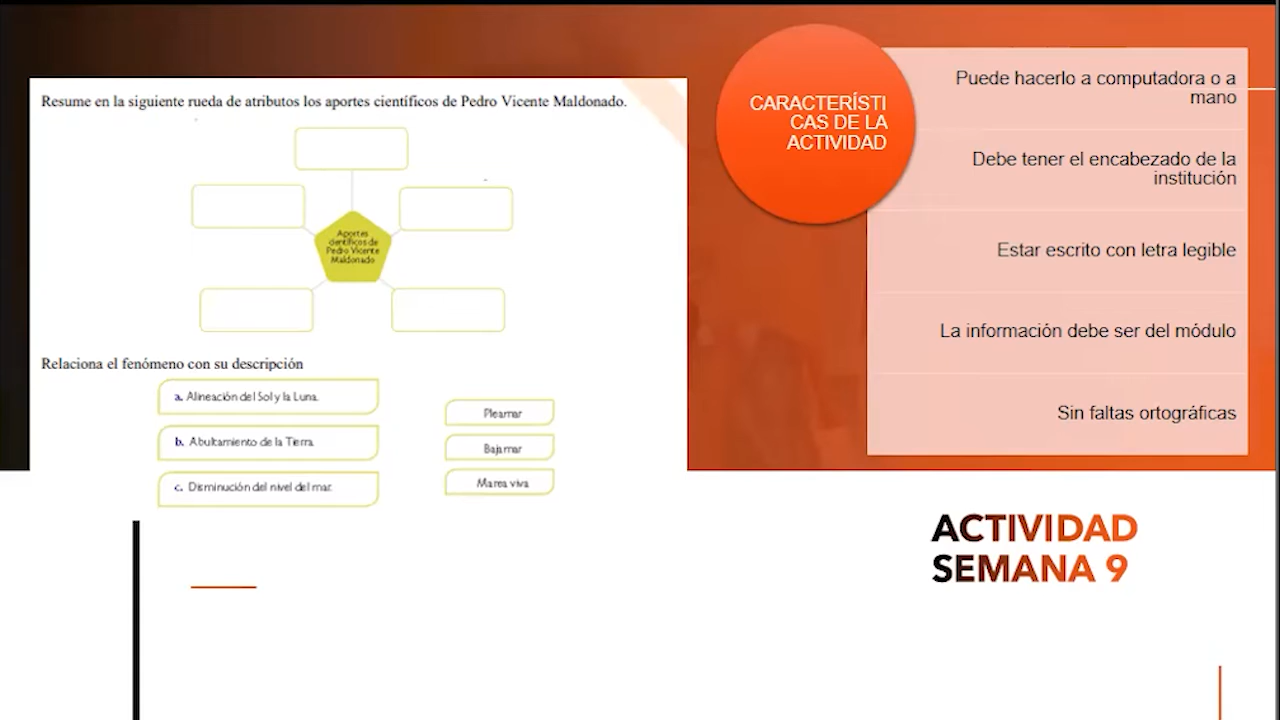 Resume en la siguiente rueda de atributos los aportes científicos de Pedro Vicente Maldonado.
Aportes
científicos de
Pedro Vicente
Maldonado
Relaciona el fenómeno con su descripción
a. Alineación del Sol y la Luna.
b. Abultamiento de la Tierra.
c. Disminución del nivel del mar.
Pleamar
Bajamar
Marea viva
CARACTERÍSTI
CAS DE LA
ACTIVIDAD
Puede hacerlo a computadora o a
mano
Debe tener el encabezado de la
institución
Estar escrito con letra legible
La información debe ser del módulo
Sin faltas ortográficas
ACTIVIDAD
SEMANA 9